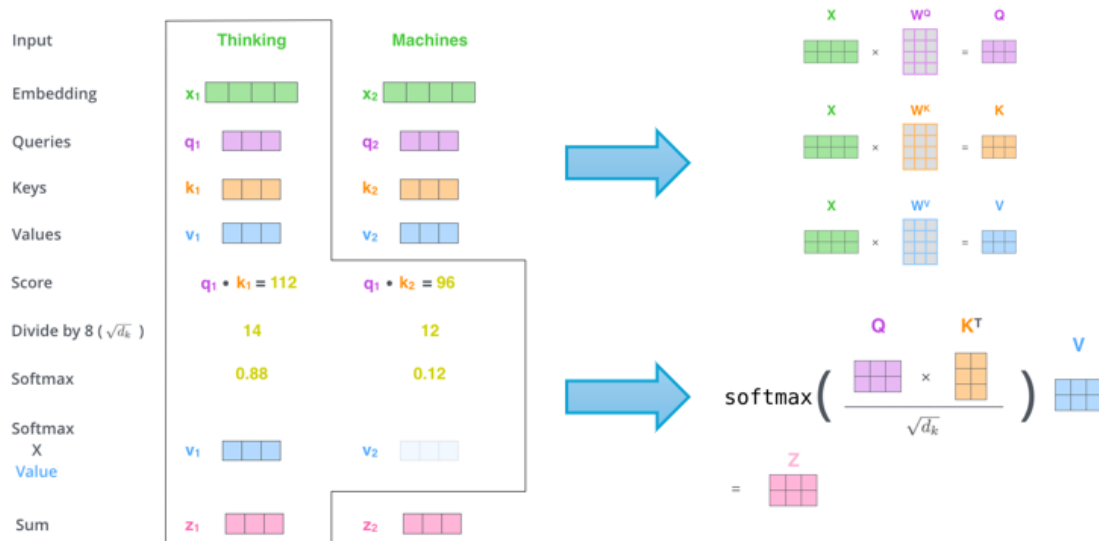 Input Thinking Machines
Embedding x₁ x₂
Queries q₁ q₂
Keys k₁ k₂
Values v₁ v₂
Score q₁ • k₁ = 112 q₁ • k₂ = 96
Divide by 8 ( √dₖ ) 14 12
Softmax 0.88 0.12
Softmax
X
Value
v₁ v₂
Sum z₁ z₂
X Wᵠ Q
× =
X Wᴷ K
× =
X Wⱽ V
× =
Q Kᵀ V
softmax( × )
√dₖ
Z
=